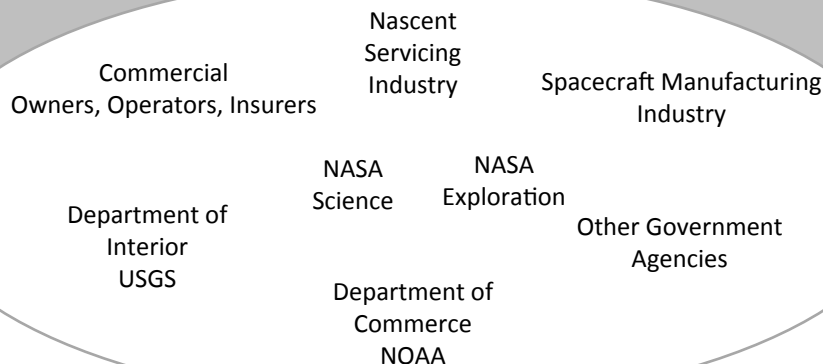 Nascent
Servicing
Industry
Commercial
Owners, Operators, Insurers
Spacecraft Manufacturing
Industry
NASA
Science
NASA
Exploration
Department of
Interior
USGS
Other Government
Agencies
Department of
Commerce
NOAA